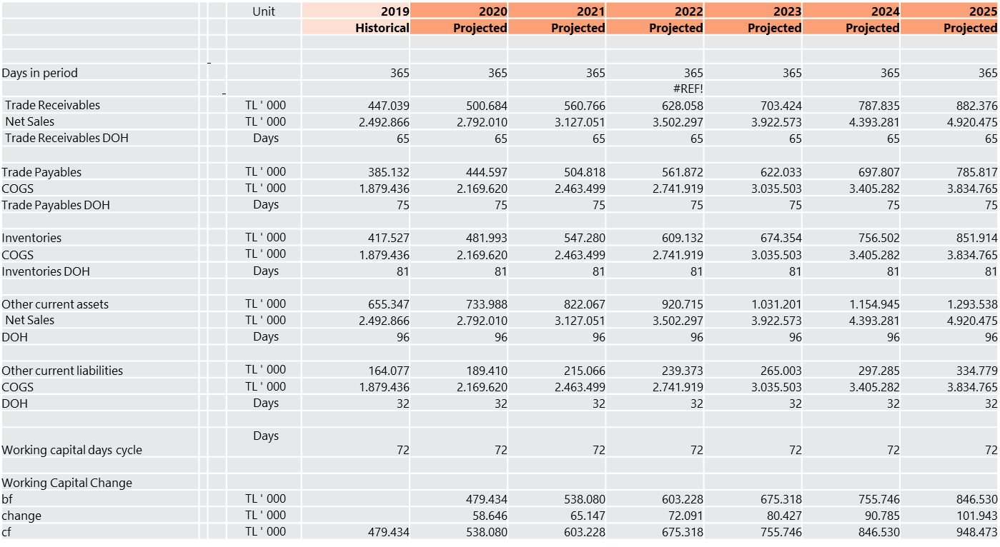 Unit 2019 2020 2021 2022 2023 2024 2025
Historical Projected Projected Projected Projected Projected Projected
Days in period 365 365 365 365 365 365 365
#REF!
Trade Receivables TL ' 000 447.039 500.684 560.766 628.058 703.424 787.835 882.376
Net Sales TL ' 000 2.492.866 2.792.010 3.127.051 3.502.297 3.922.573 4.393.281 4.920.475
Trade Receivables DOH Days 65 65 65 65 65 65 65
Trade Payables TL ' 000 385.132 444.597 504.818 561.872 622.033 697.807 785.817
COGS TL ' 000 1.879.436 2.169.620 2.463.499 2.741.919 3.035.503 3.405.282 3.834.765
Trade Payables DOH Days 75 75 75 75 75 75 75
Inventories TL ' 000 417.527 481.993 547.280 609.132 674.354 756.502 851.914
COGS TL ' 000 1.879.436 2.169.620 2.463.499 2.741.919 3.035.503 3.405.282 3.834.765
Inventories DOH Days 81 81 81 81 81 81 81
Other current assets TL ' 000 655.347 733.988 822.067 920.715 1.031.201 1.154.945 1.293.538
Net Sales TL ' 000 2.492.866 2.792.010 3.127.051 3.502.297 3.922.573 4.393.281 4.920.475
DOH Days 96 96 96 96 96 96 96
Other current liabilities TL ' 000 164.077 189.410 215.066 239.373 265.003 297.285 334.779
COGS TL ' 000 1.879.436 2.169.620 2.463.499 2.741.919 3.035.503 3.405.282 3.834.765
DOH Days 32 32 32 32 32 32 32
Days
Working capital days cycle 72 72 72 72 72 72 72
Working Capital Change
bf TL ' 000 479.434 538.080 603.228 675.318 755.746 846.530
change TL ' 000 58.646 65.147 72.091 80.427 90.785 101.943
cf TL ' 000 479.434 538.080 603.228 675.318 755.746 846.530 948.473